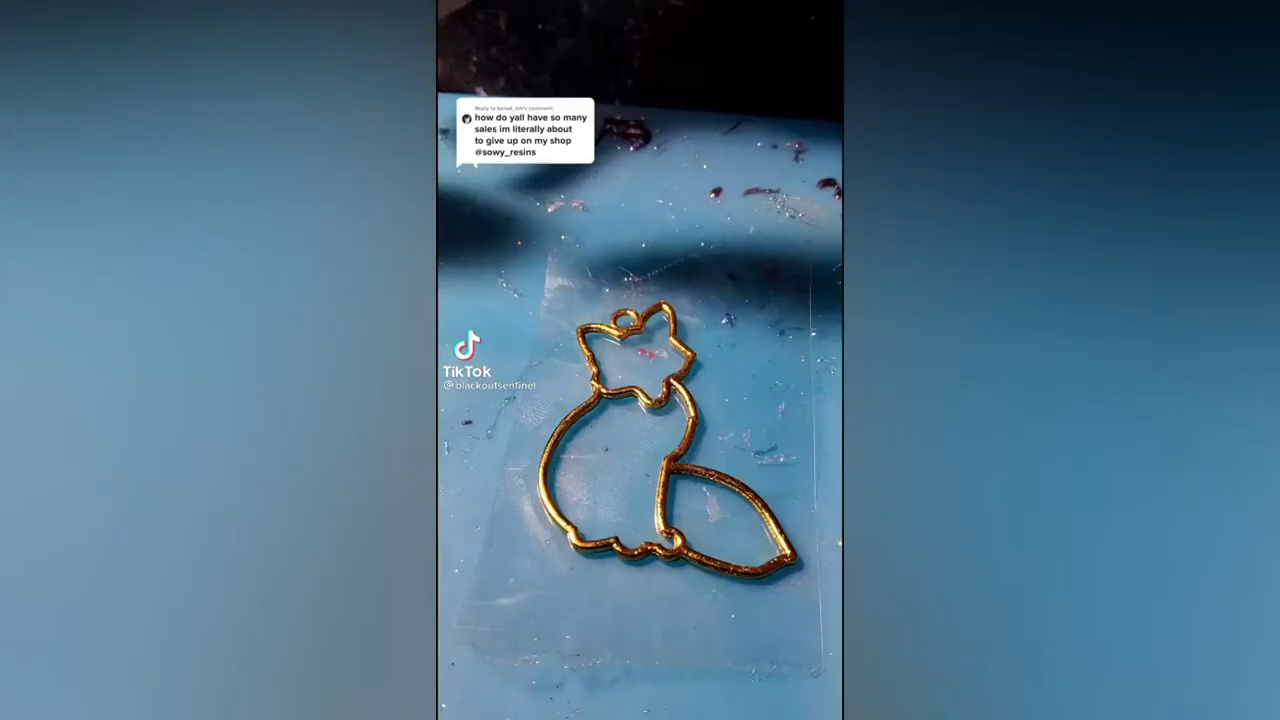 how do yall have so many
sales im literally about
to give up on my shop
@sowy_resins
TikTok
@blackoutsentinel